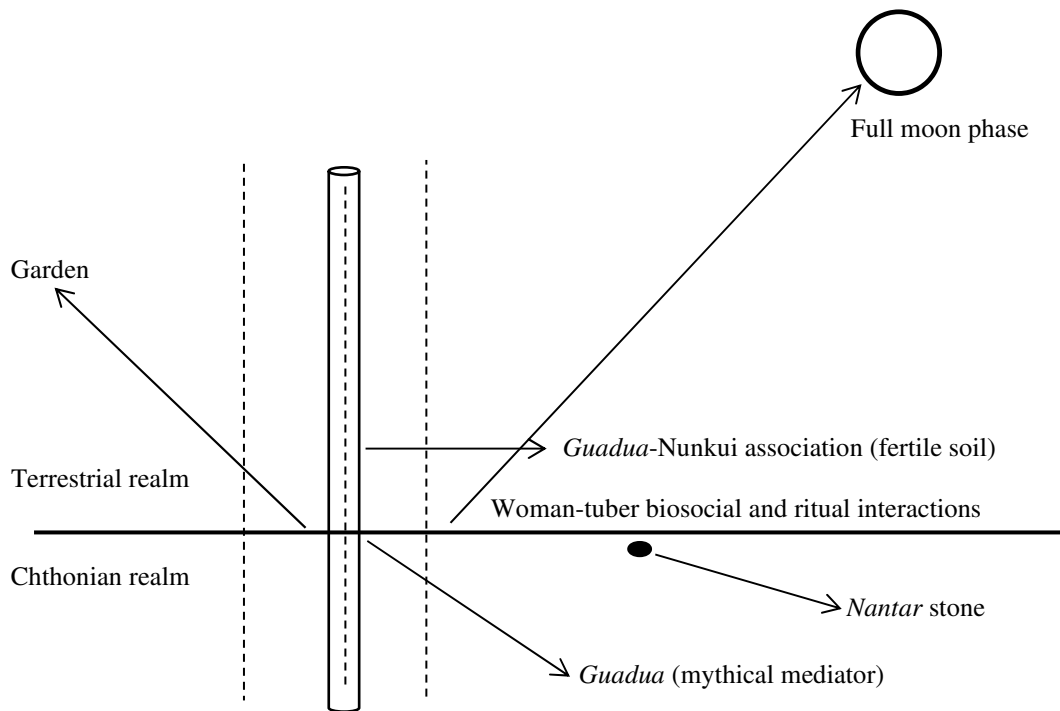 Full moon phase
Garden
Guadua-Nunkui association (fertile soil)
Terrestrial realm
Woman-tuber biosocial and ritual interactions
Chthonian realm
Nantar stone
Guadua (mythical mediator)